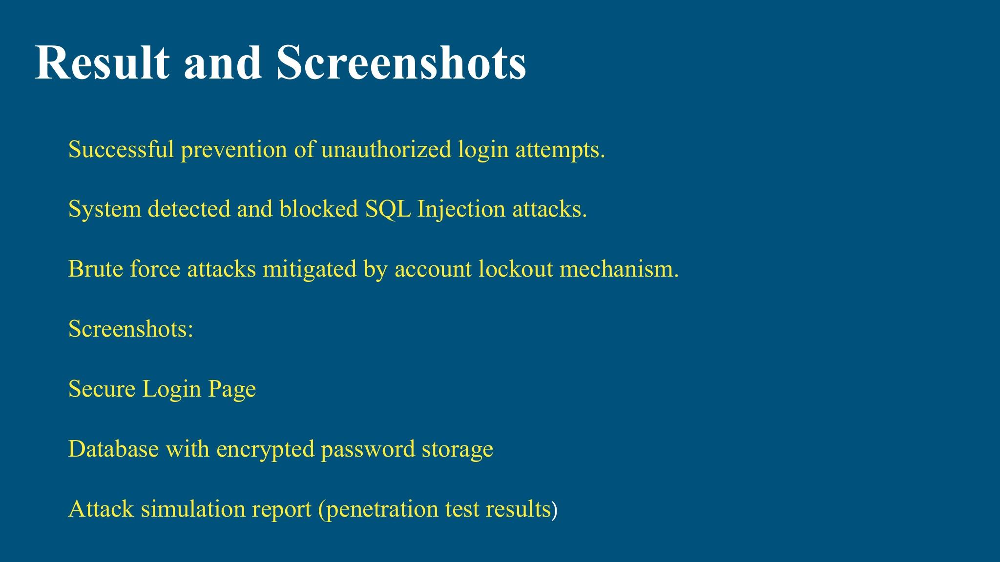 Result and Screenshots
Successful prevention of unauthorized login attempts.
System detected and blocked SQL Injection attacks.
Brute force attacks mitigated by account lockout mechanism.
Screenshots:
Secure Login Page
Database with encrypted password storage
Attack simulation report (penetration test results)